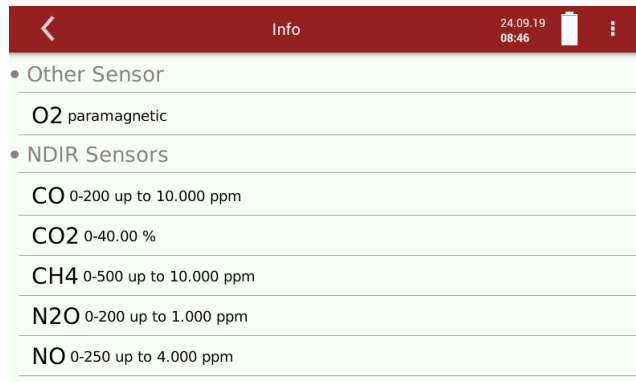 Info
24.09.19
08:46
• Other Sensor
O2 paramagnetic
• NDIR Sensors
CO 0-200 up to 10.000 ppm
CO2 0-40.00 %
CH4 0-500 up to 10.000 ppm
N2O 0-200 up to 1.000 ppm
NO 0-250 up to 4.000 ppm